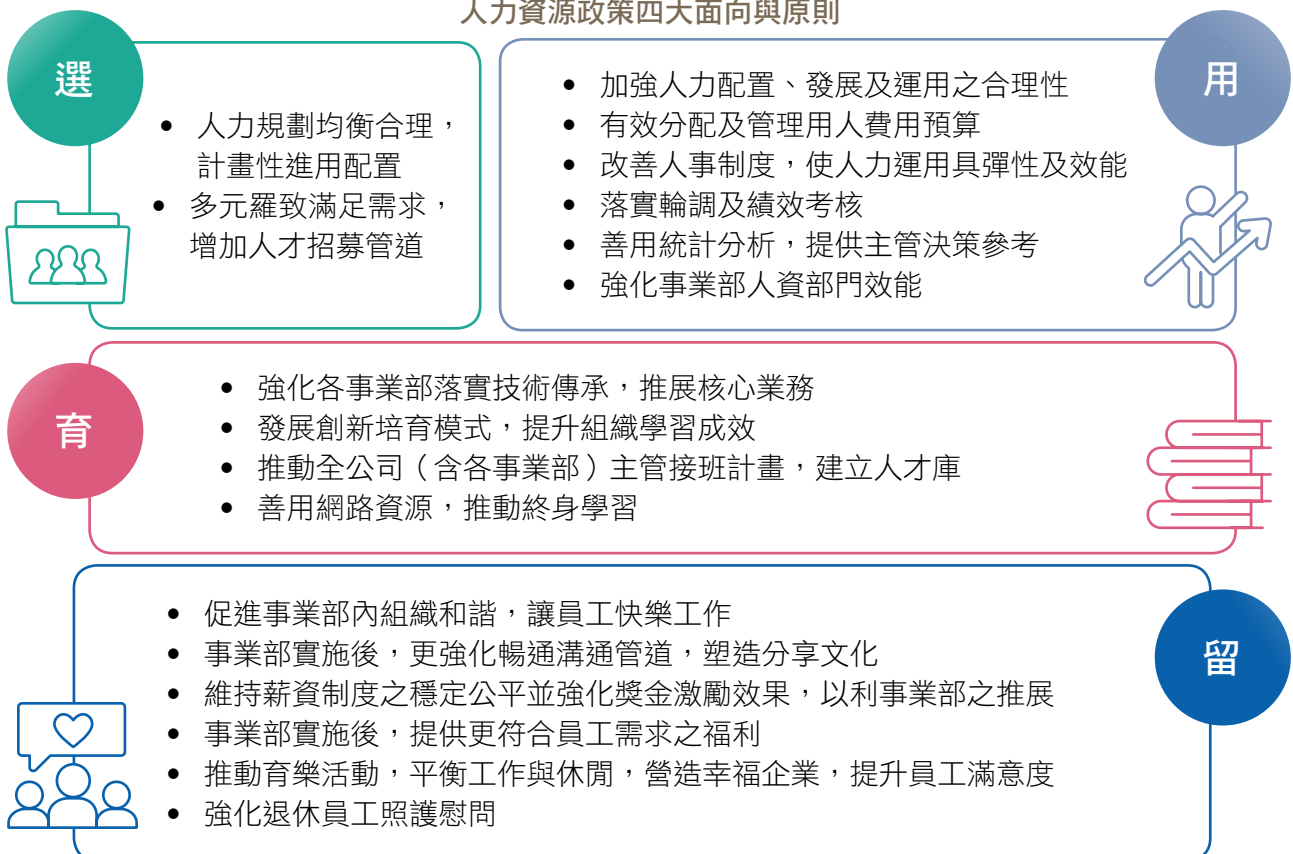 人力資源政策四大面向與原則
選
• 人力規劃均衡合理，
計畫性進用配置
• 多元羅致滿足需求，
增加人才招募管道
用
• 加強人力配置、發展及運用之合理性
• 有效分配及管理用人費用預算
• 改善人事制度，使人力運用具彈性及效能
• 落實輪調及績效考核
• 善用統計分析，提供主管決策參考
• 強化事業部人資部門效能
育
• 強化各事業部落實技術傳承，推展核心業務
• 發展創新培育模式，提升組織學習成效
• 推動全公司（含各事業部）主管接班計畫，建立人才庫
• 善用網路資源，推動終身學習
留
• 促進事業部內組織和諧，讓員工快樂工作
• 事業部實施後，更強化暢通溝通管道，塑造分享文化
• 維持薪資制度之穩定公平並強化獎金激勵效果，以利事業部之推展
• 事業部實施後，提供更符合員工需求之福利
• 推動育樂活動，平衡工作與休閒，營造幸福企業，提升員工滿意度
• 強化退休員工照護慰問